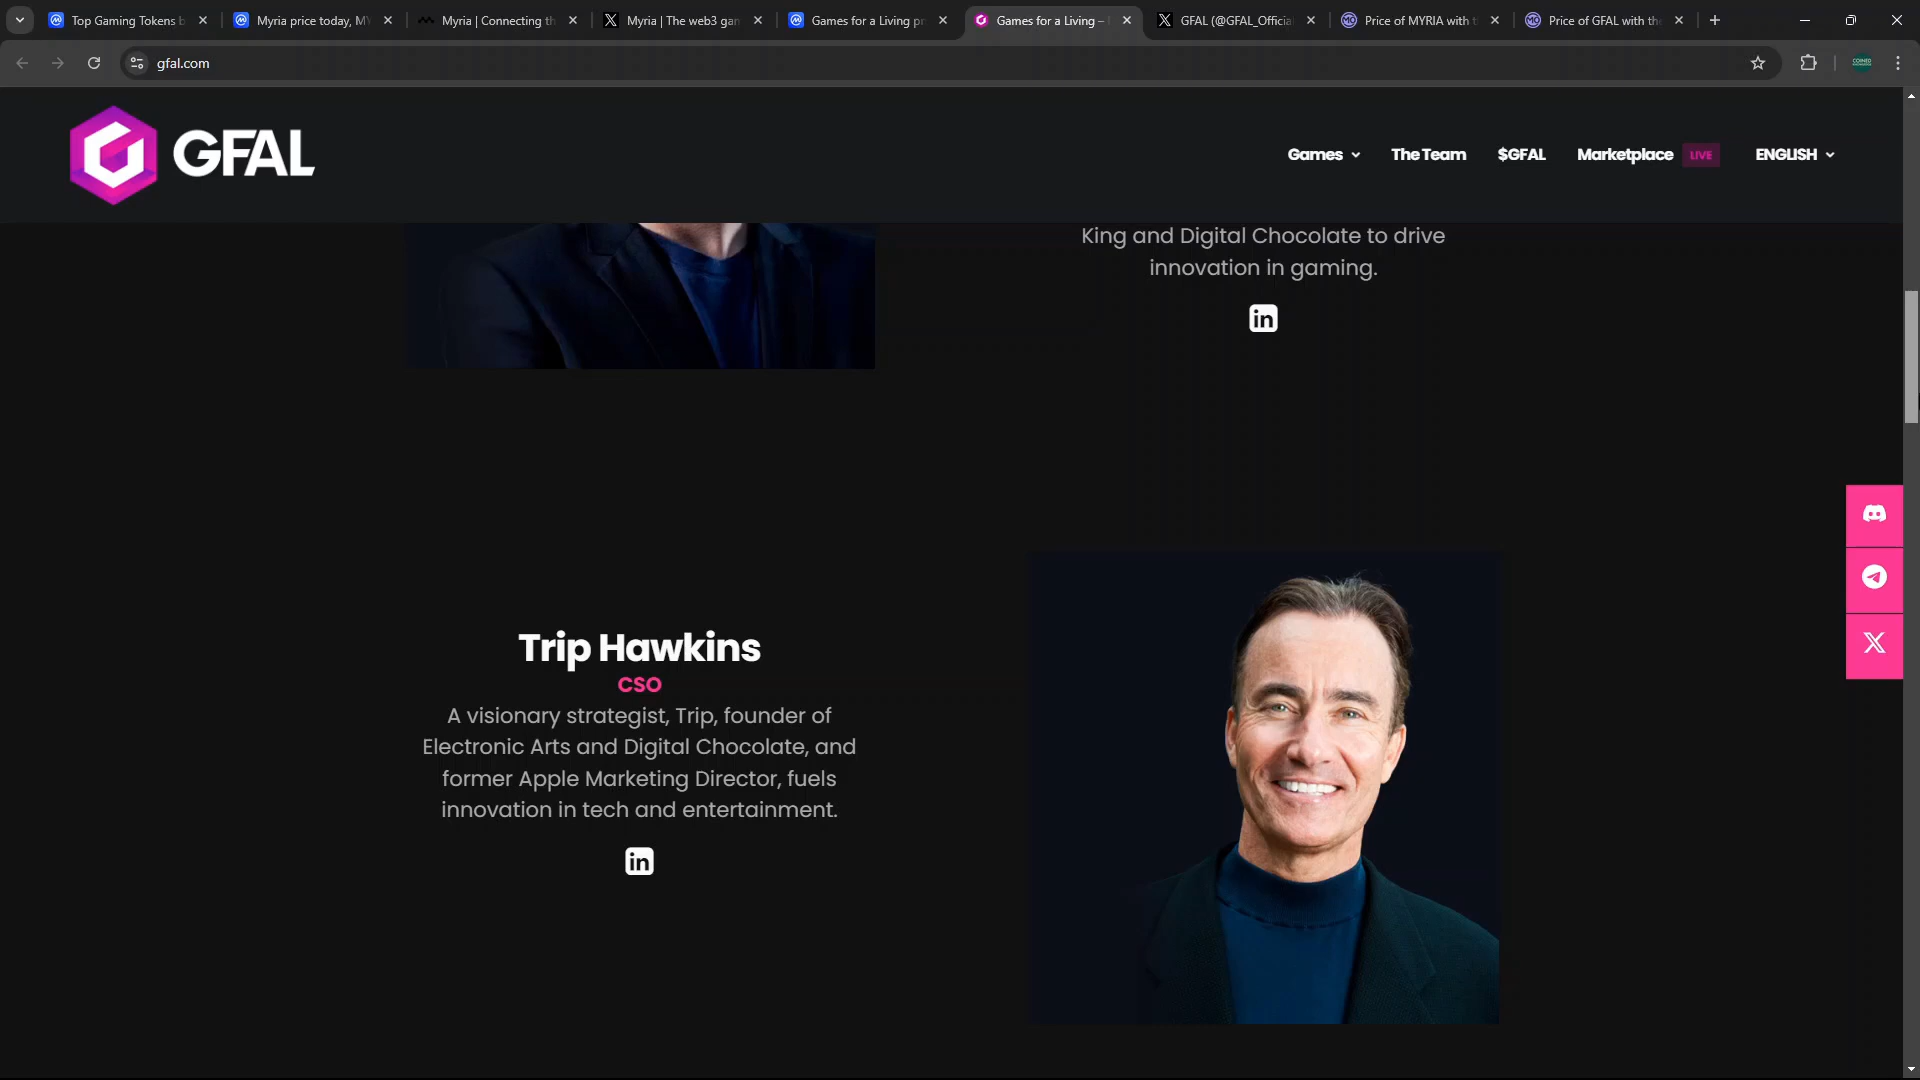 Top Gaming Tokens b
Myria price today, MY
Myria | Connecting th
Myria | The web3 gam
Games for a Living pr
Games for a Living –
GFAL (@GFAL_Official
Price of MYRIA with t
Price of GFAL with the
gfal.com
GFAL
Games
The Team
$GFAL
Marketplace
LIVE
ENGLISH
King and Digital Chocolate to drive
innovation in gaming.
in
Trip Hawkins
CSO
A visionary strategist, Trip, founder of
Electronic Arts and Digital Chocolate, and
former Apple Marketing Director, fuels
innovation in tech and entertainment.
in